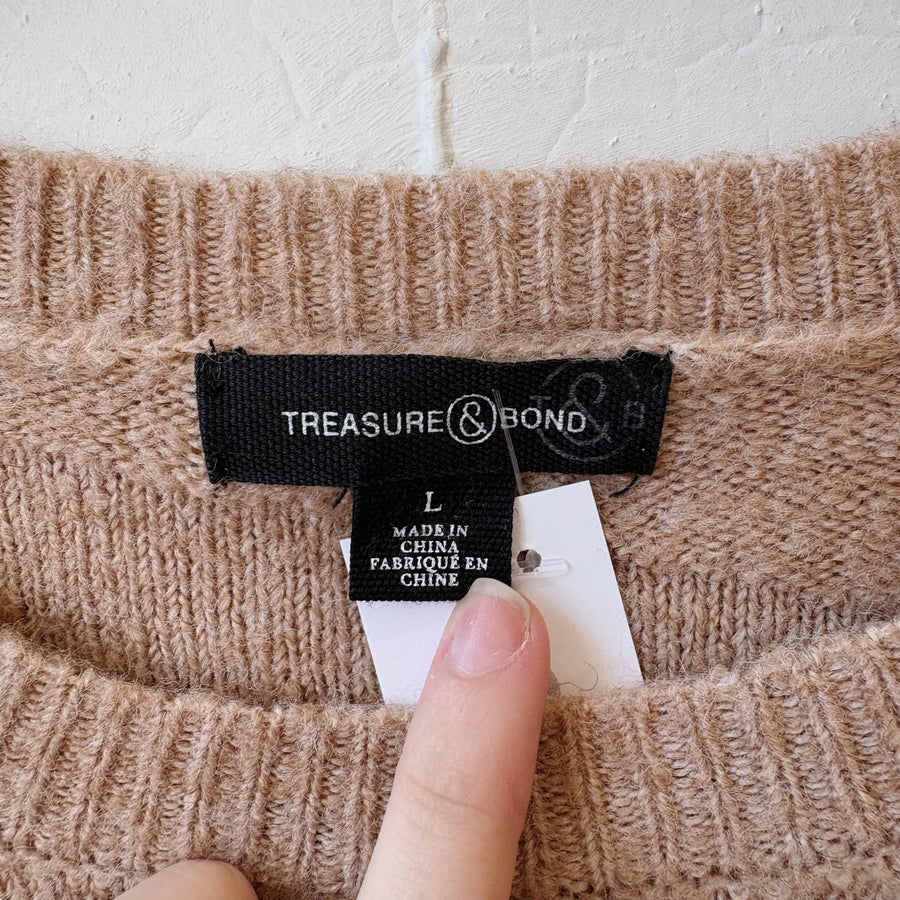 TREASURE & BOND
T & B
L
MADE IN
CHINA
FABRIQUÉ EN
CHINE